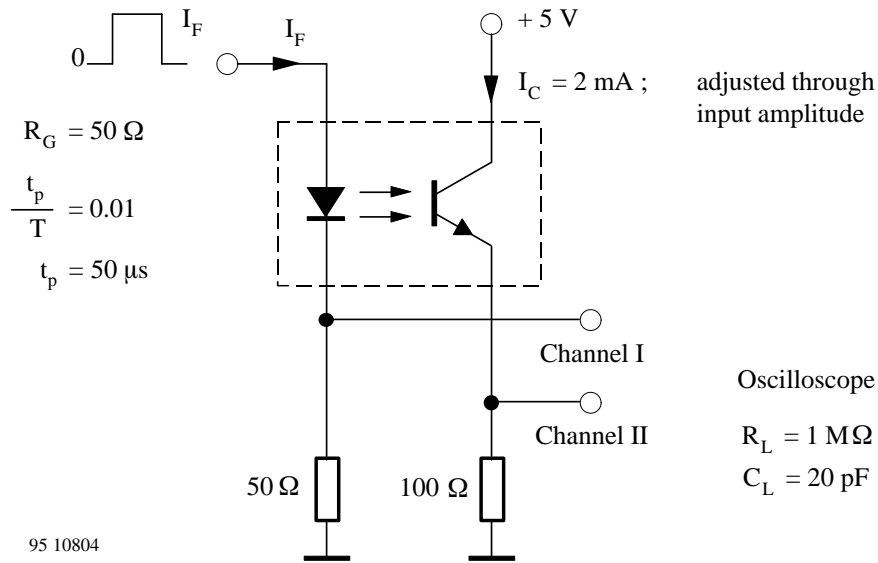 I_F
0
I_F
+ 5 V
I_C = 2 mA ; adjusted through
input amplitude
R_G = 50 Ω
t_p
T
= 0.01
t_p = 50 μs
Channel I
Channel II
Oscilloscope
R_L = 1 MΩ
C_L = 20 pF
50 Ω
100 Ω
95 10804